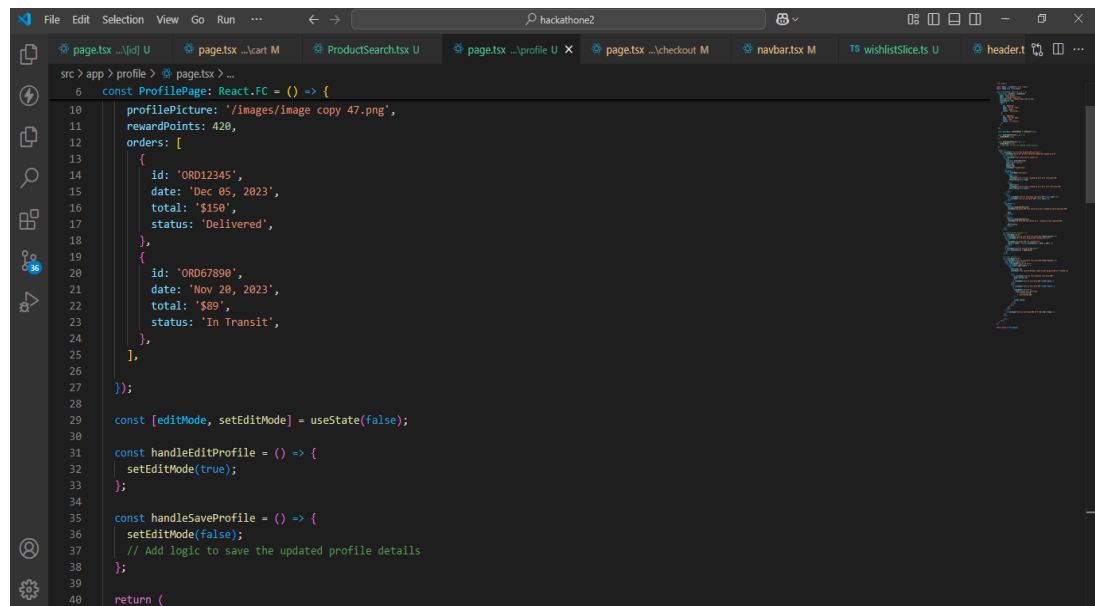 File Edit Selection View Go Run ··· ← → hackathone2
page.tsx ...\[id] U page.tsx ...\cart M ProductSearch.tsx U page.tsx ...\profile U page.tsx ...\checkout M navbar.tsx M TS wishlistSlice.ts U header.t
src > app > profile > page.tsx > ...
6 const ProfilePage: React.FC = () => {
10 profilePicture: '/images/image copy 47.png',
11 rewardPoints: 420,
12 orders: [
13 {
14 id: 'ORD12345',
15 date: 'Dec 05, 2023',
16 total: '$150',
17 status: 'Delivered',
18 },
19 {
20 id: 'ORD67890',
21 date: 'Nov 20, 2023',
22 total: '$89',
23 status: 'In Transit',
24 },
25 ],
26
27 });
28
29 const [editMode, setEditMode] = useState(false);
30
31 const handleEditProfile = () => {
32 setEditMode(true);
33 };
34
35 const handleSaveProfile = () => {
36 setEditMode(false);
37 // Add logic to save the updated profile details
38 };
39
40 return (
36